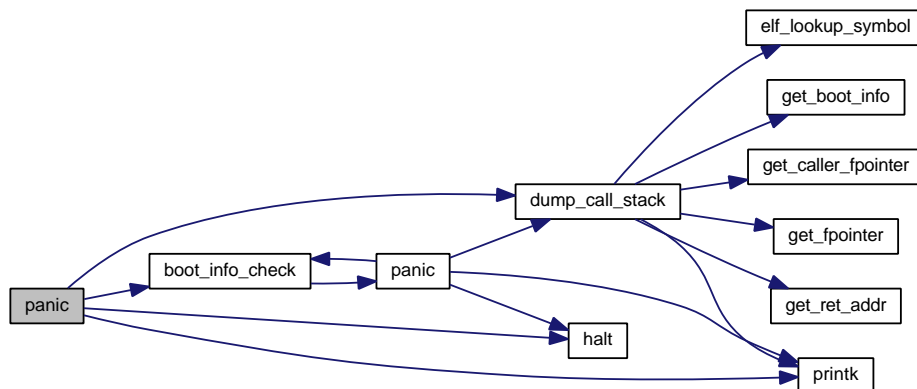 elf_lookup_symbol
get_boot_info
get_caller_fpointer
dump_call_stack
get_fpointer
boot_info_check
panic
panic
get_ret_addr
halt
printk